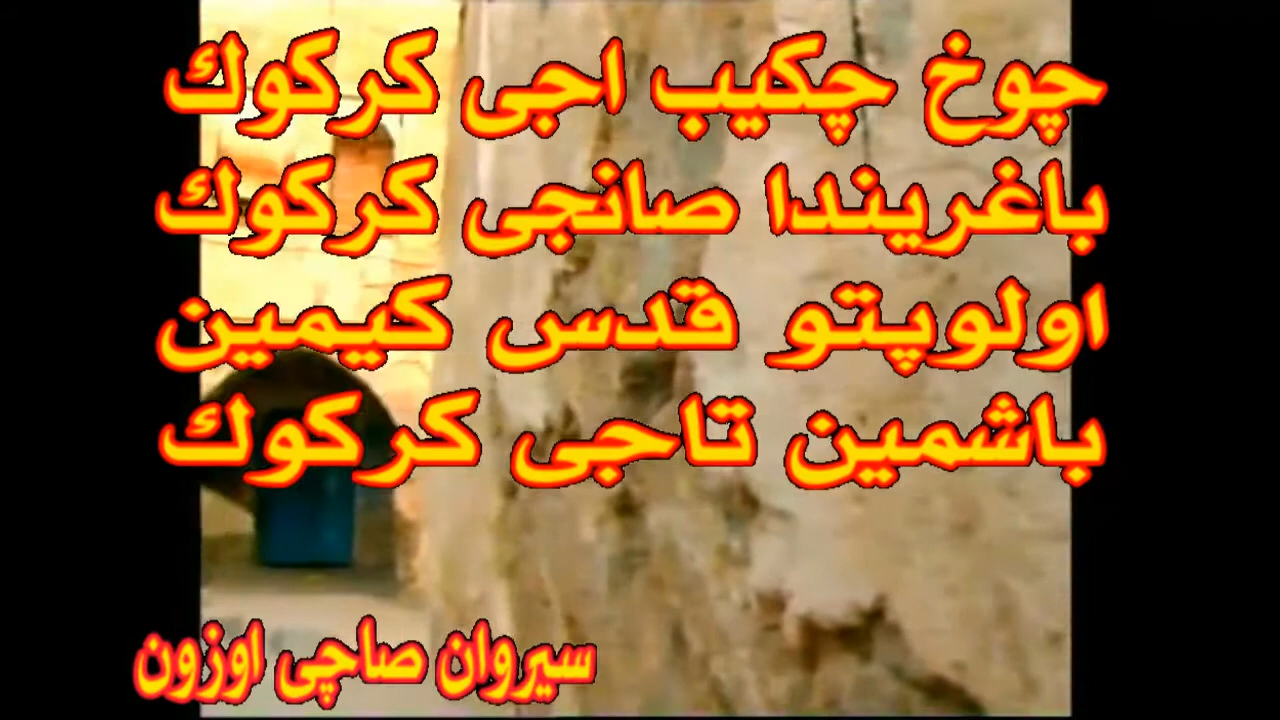 چوخ چکیب اجی کرکوك
باغریندا صانجی کرکوك
اولوپتو قدس کیمین
باشمین تاجی کرکوك
سیروان صاچی اوزون